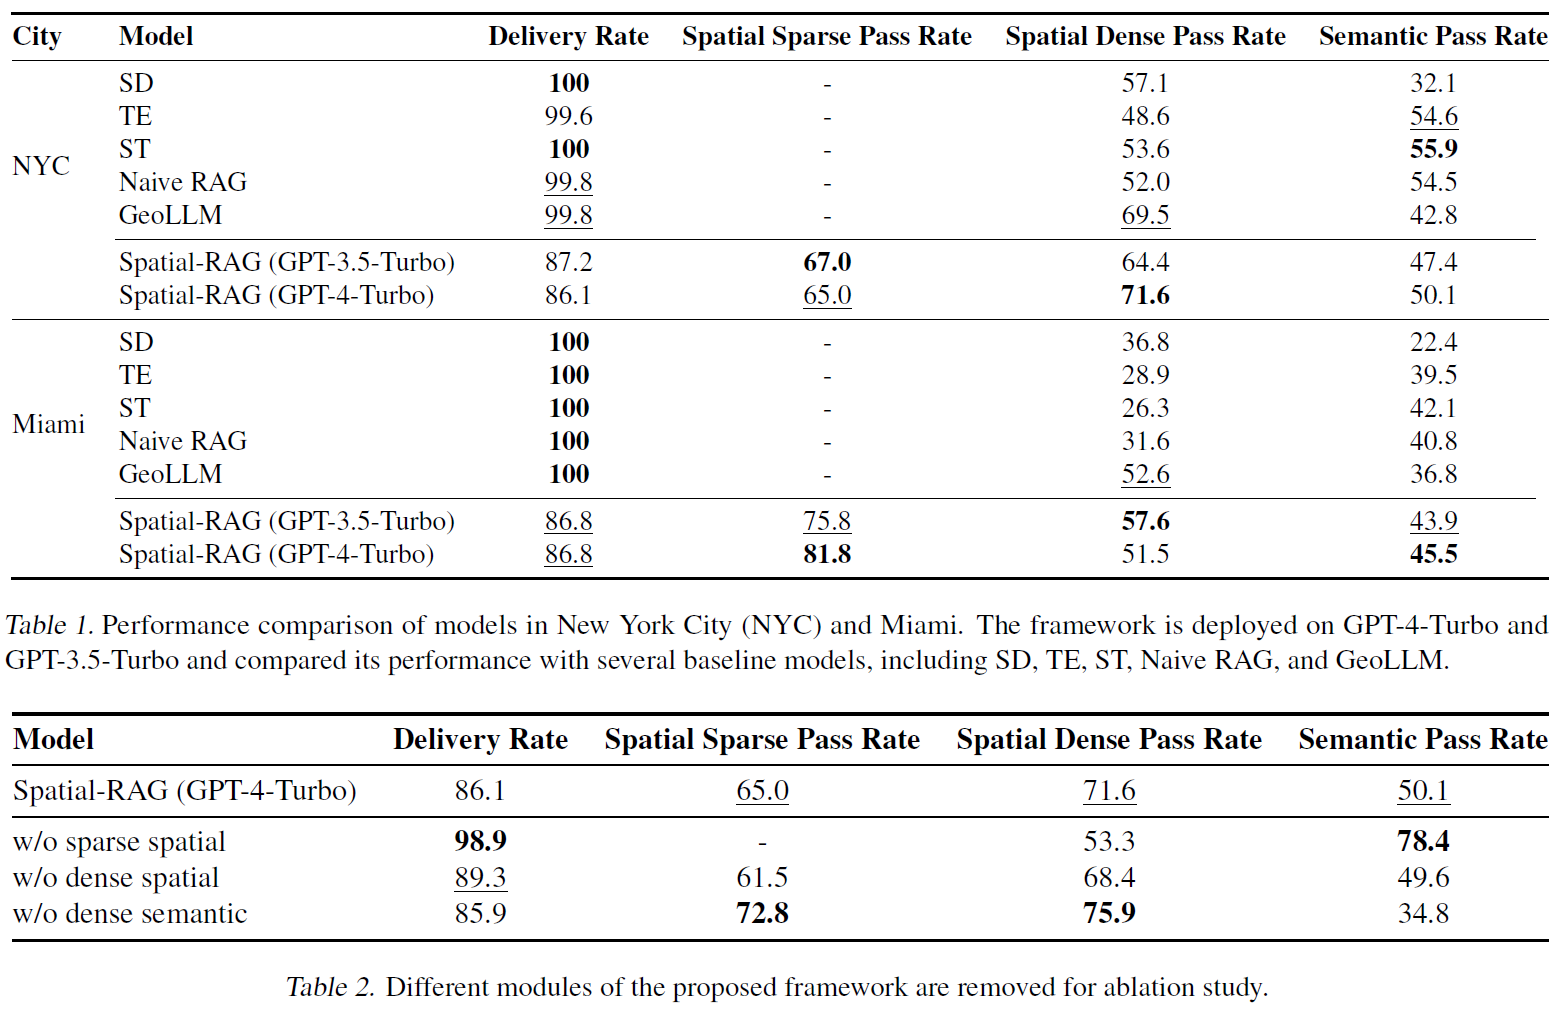 City Model Delivery Rate Spatial Sparse Pass Rate Spatial Dense Pass Rate Semantic Pass Rate
NYC
SD 100 - 57.1 32.1
TE 99.6 - 48.6 54.6
ST 100 - 53.6 55.9
Naive RAG 99.8 - 52.0 54.5
GeoLLM 99.8 - 69.5 42.8
Spatial-RAG (GPT-3.5-Turbo) 87.2 67.0 64.4 47.4
Spatial-RAG (GPT-4-Turbo) 86.1 65.0 71.6 50.1
Miami
SD 100 - 36.8 22.4
TE 100 - 28.9 39.5
ST 100 - 26.3 42.1
Naive RAG 100 - 31.6 40.8
GeoLLM 100 - 52.6 36.8
Spatial-RAG (GPT-3.5-Turbo) 86.8 75.8 57.6 43.9
Spatial-RAG (GPT-4-Turbo) 86.8 81.8 51.5 45.5
Table 1. Performance comparison of models in New York City (NYC) and Miami. The framework is deployed on GPT-4-Turbo and
GPT-3.5-Turbo and compared its performance with several baseline models, including SD, TE, ST, Naive RAG, and GeoLLM.
Model Delivery Rate Spatial Sparse Pass Rate Spatial Dense Pass Rate Semantic Pass Rate
Spatial-RAG (GPT-4-Turbo) 86.1 65.0 71.6 50.1
w/o sparse spatial 98.9 - 53.3 78.4
w/o dense spatial 89.3 61.5 68.4 49.6
w/o dense semantic 85.9 72.8 75.9 34.8
Table 2. Different modules of the proposed framework are removed for ablation study.